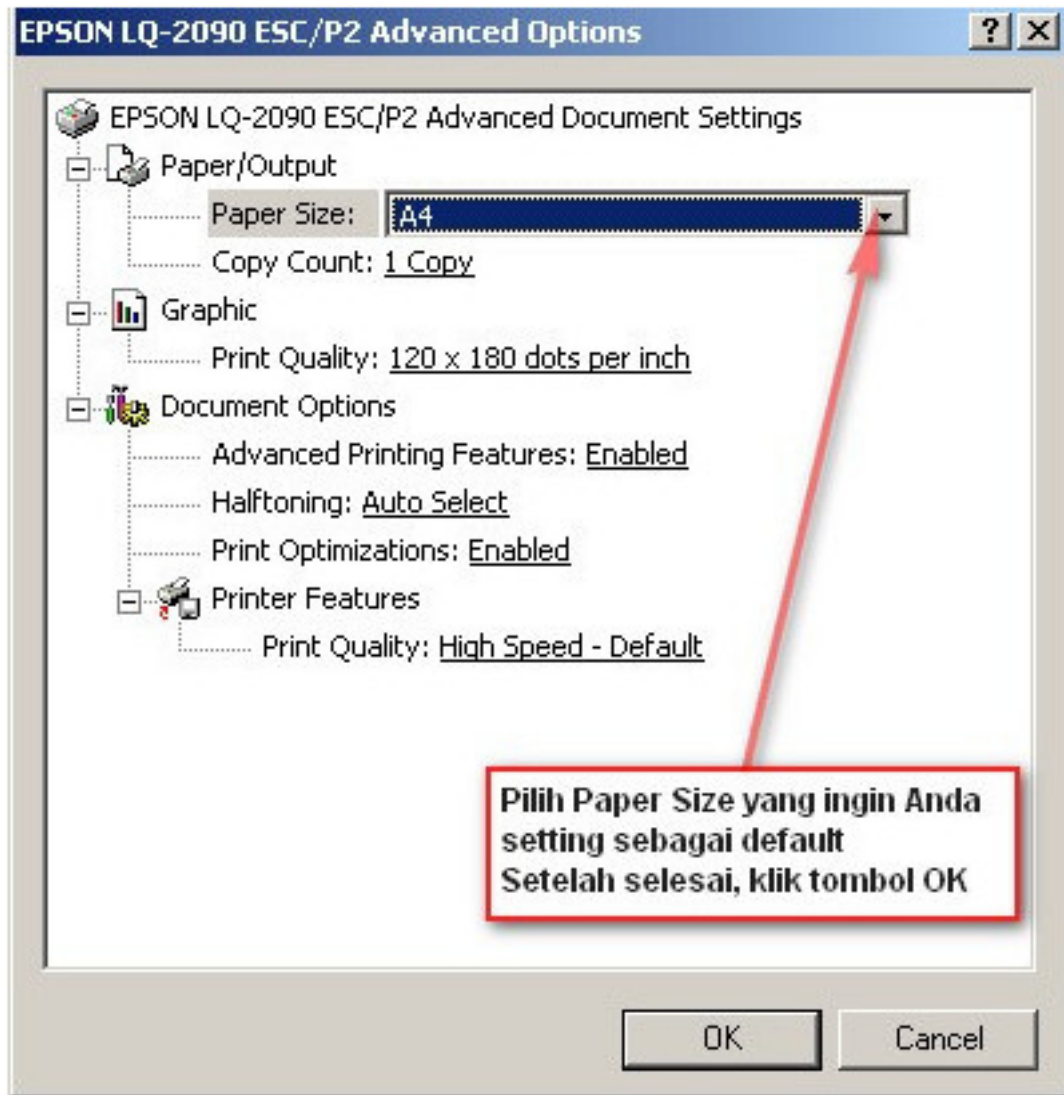 EPSON LQ-2090 ESC/P2 Advanced Options
EPSON LQ-2090 ESC/P2 Advanced Document Settings
Paper/Output
Paper Size: A4
Copy Count: 1 Copy
Graphic
Print Quality: 120 x 180 dots per inch
Document Options
Advanced Printing Features: Enabled
Halftoning: Auto Select
Print Optimizations: Enabled
Printer Features
Print Quality: High Speed - Default
Pilih Paper Size yang ingin Anda
setting sebagai default
Setelah selesai, klik tombol OK
OK Cancel